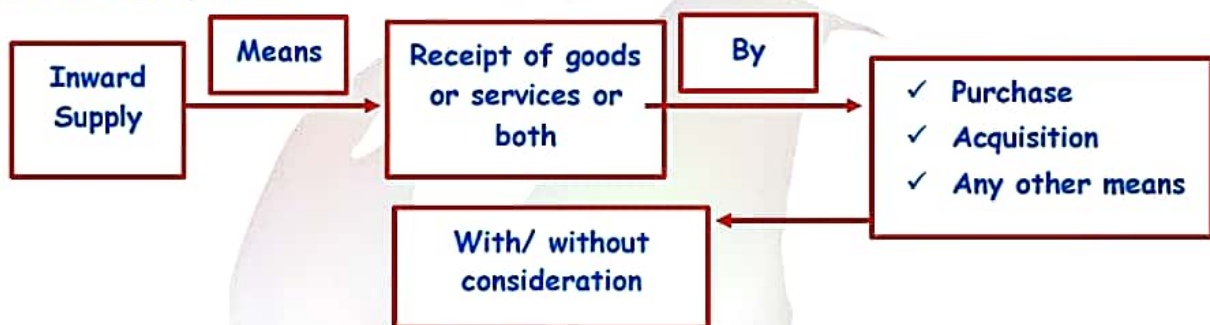 Inward
Supply
Means
Receipt of goods
or services or
both
By
✓ Purchase
✓ Acquisition
✓ Any other means
With/ without
consideration